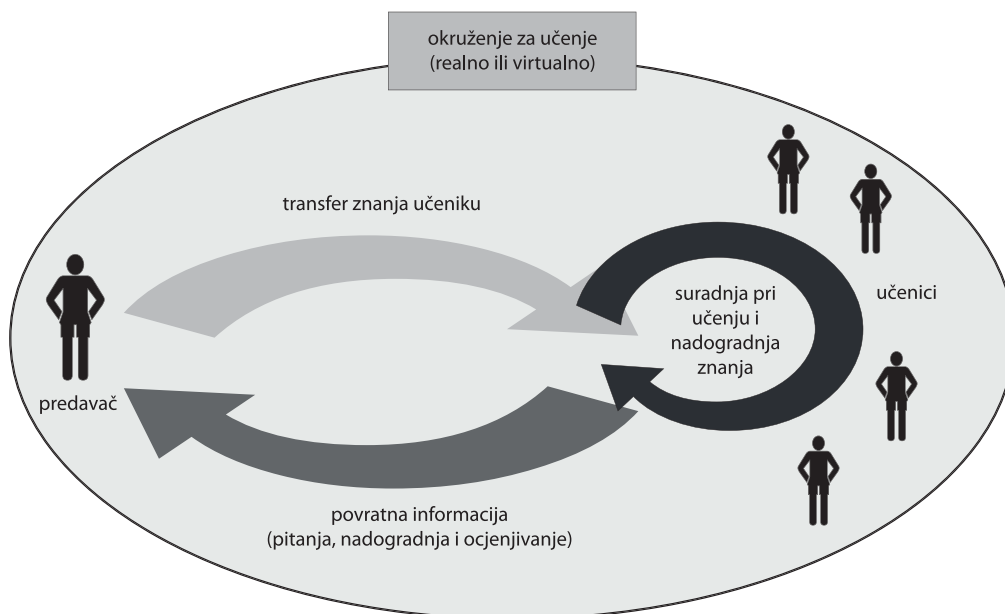 okruženje za učenje
(realno ili virtualno)
transfer znanja učeniku
suradnja pri
učenju i
nadogradnja
znanja
učenici
predavač
povratna informacija
(pitanja, nadogradnja i ocjenjivanje)